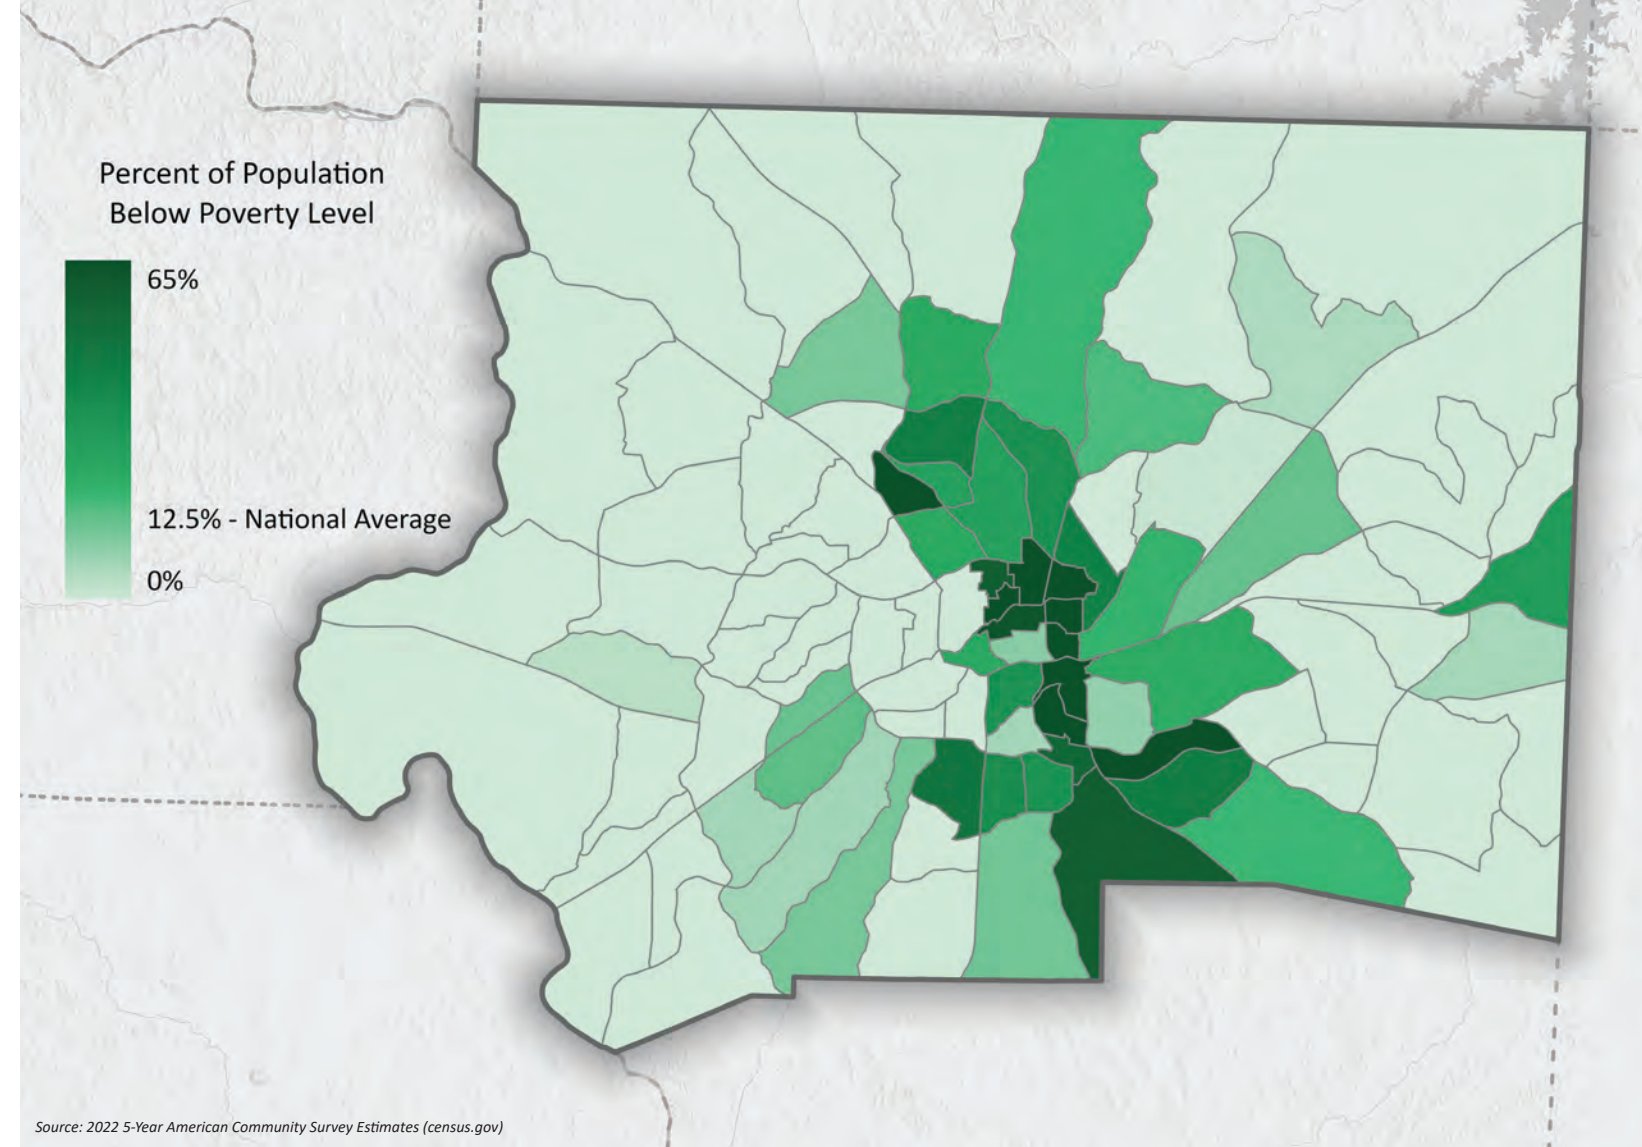 Percent of Population
Below Poverty Level
65%
12.5% - National Average
0%
Source: 2022 5-Year American Community Survey Estimates (census.gov)